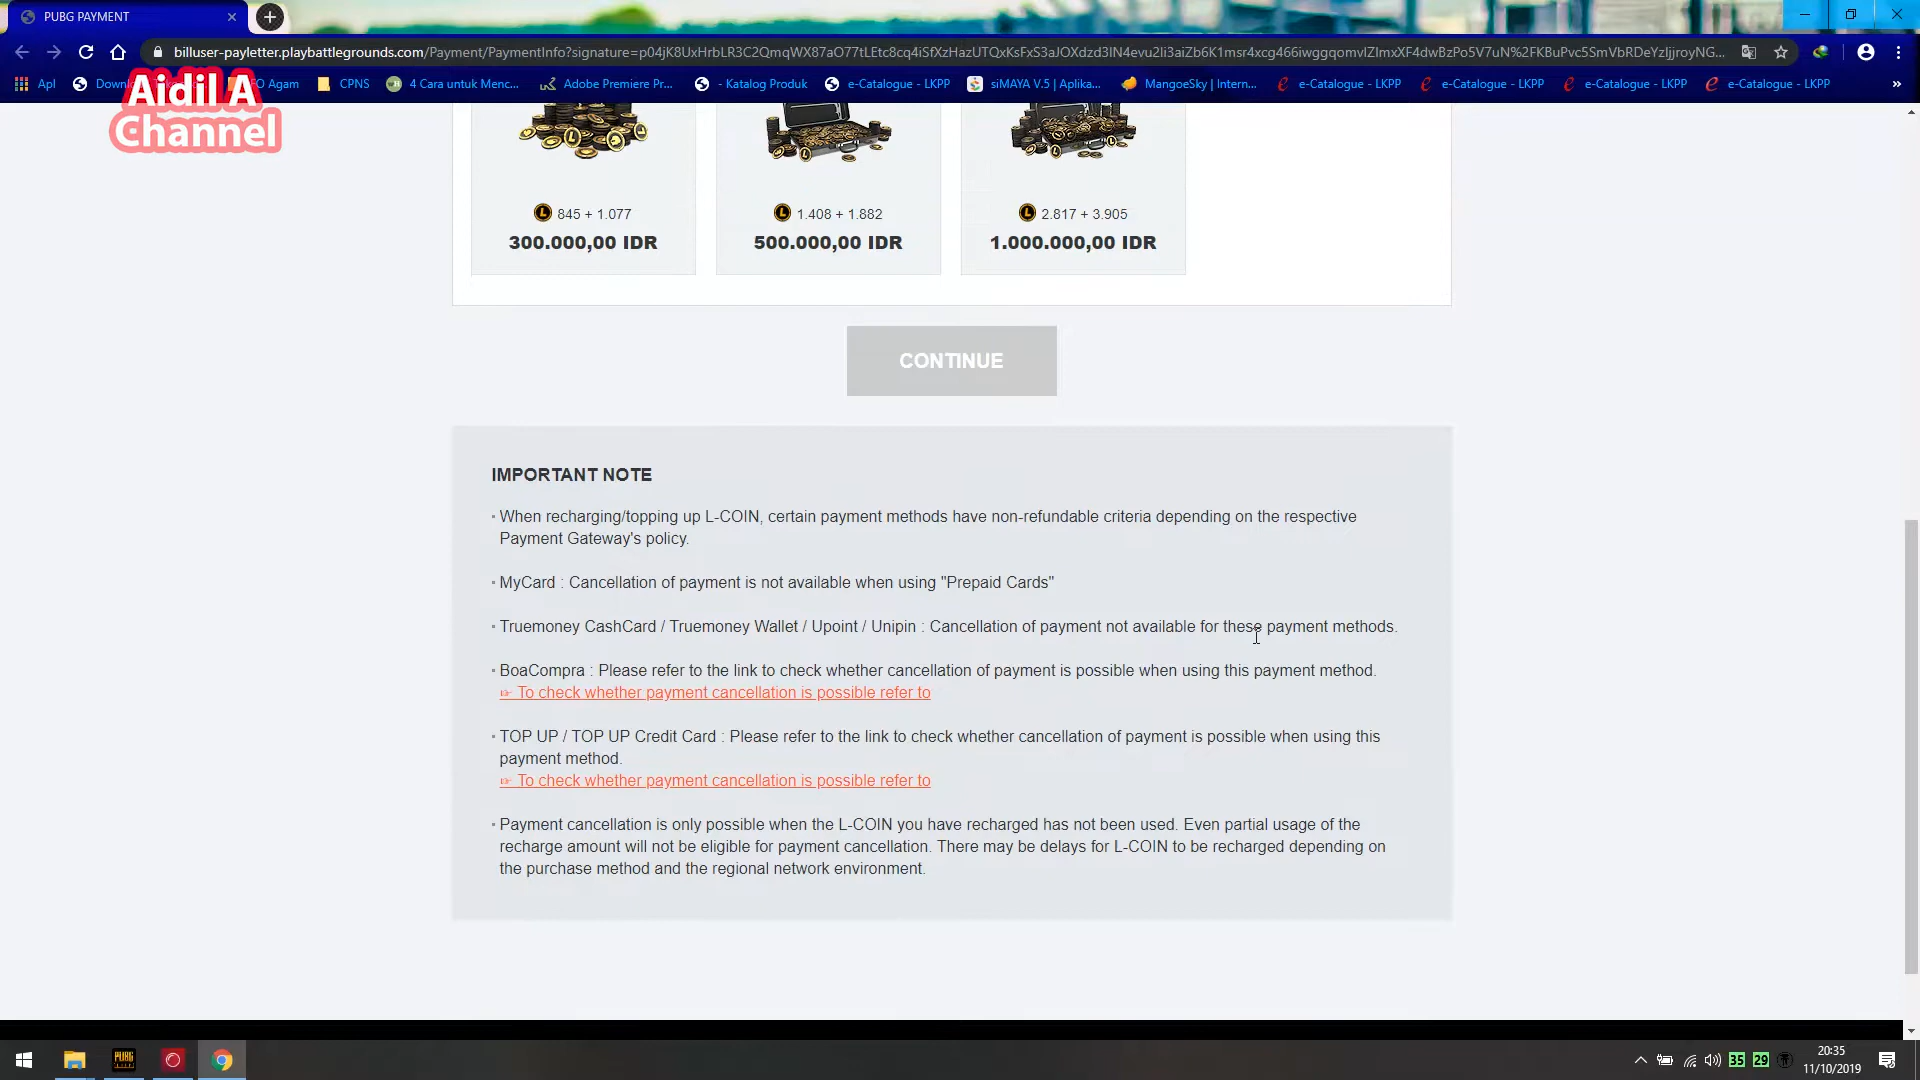 PUBG PAYMENT
billuser-payletter.playbattlegrounds.com/Payment/PaymentInfo?signature=
Apl
4 Cara untuk Menc...
CPNS
Agam
Adobe Premiere Pr...
- Katalog Produk
e-Catalogue - LKPP
siMAYA V.5 | Aplika...
MangoeSky | Intern...
e-Catalogue - LKPP
e-Catalogue - LKPP
e-Catalogue - LKPP
e-Catalogue - LKPP
Aidil A
Channel
845 + 1.077
300.000,00 IDR
1.408 + 1.882
500.000,00 IDR
2.817 + 3.905
1.000.000,00 IDR
CONTINUE
IMPORTANT NOTE
When recharging/topping up L-COIN, certain payment methods have non-refundable criteria depending on the respective
Payment Gateway's policy.
MyCard : Cancellation of payment is not available when using "Prepaid Cards"
Truemoney CashCard / Truemoney Wallet / Upoint / Unipin : Cancellation of payment not available for these payment methods.
BoaCompra : Please refer to the link to check whether cancellation of payment is possible when using this payment method.
☞ To check whether payment cancellation is possible refer to
TOP UP / TOP UP Credit Card : Please refer to the link to check whether cancellation of payment is possible when using this
payment method.
☞ To check whether payment cancellation is possible refer to
Payment cancellation is only possible when the L-COIN you have recharged has not been used. Even partial usage of the
recharge amount will not be eligible for payment cancellation. There may be delays for L-COIN to be recharged depending on
the purchase method and the regional network environment.
PUBG
35
29
20:35
11/10/2019